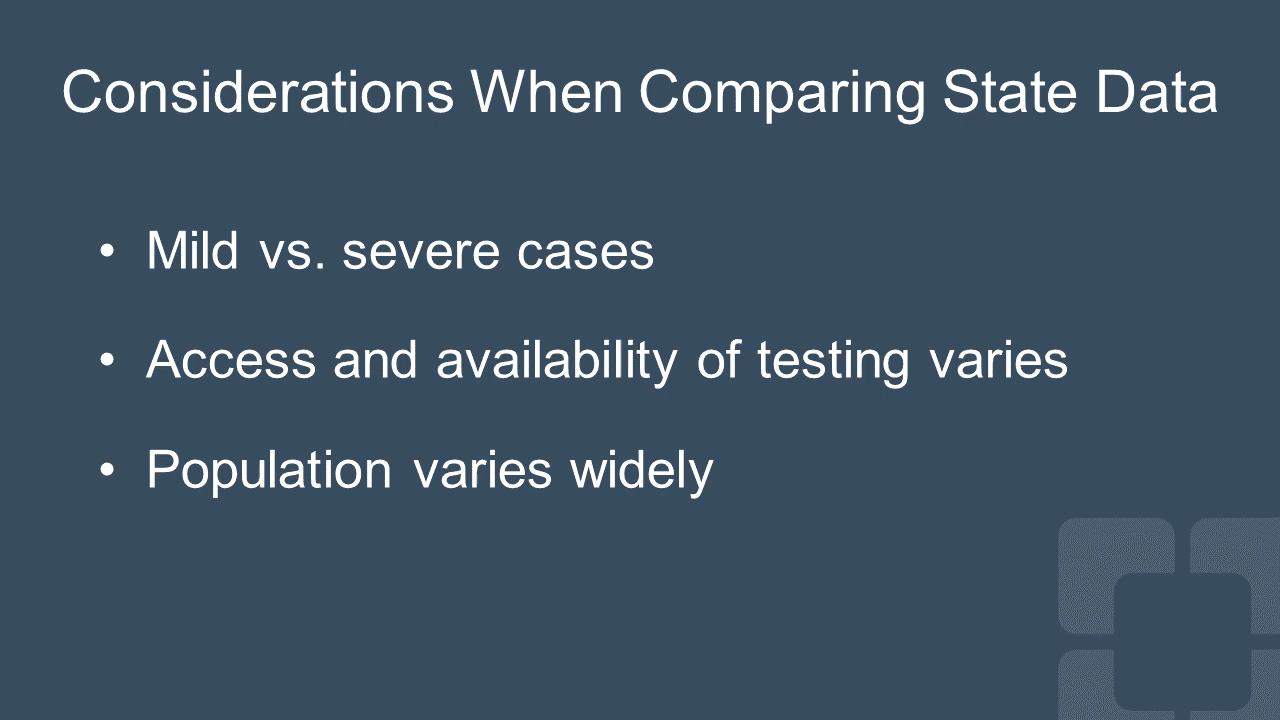 Considerations When Comparing State Data
• Mild vs. severe cases
• Access and availability of testing varies
• Population varies widely